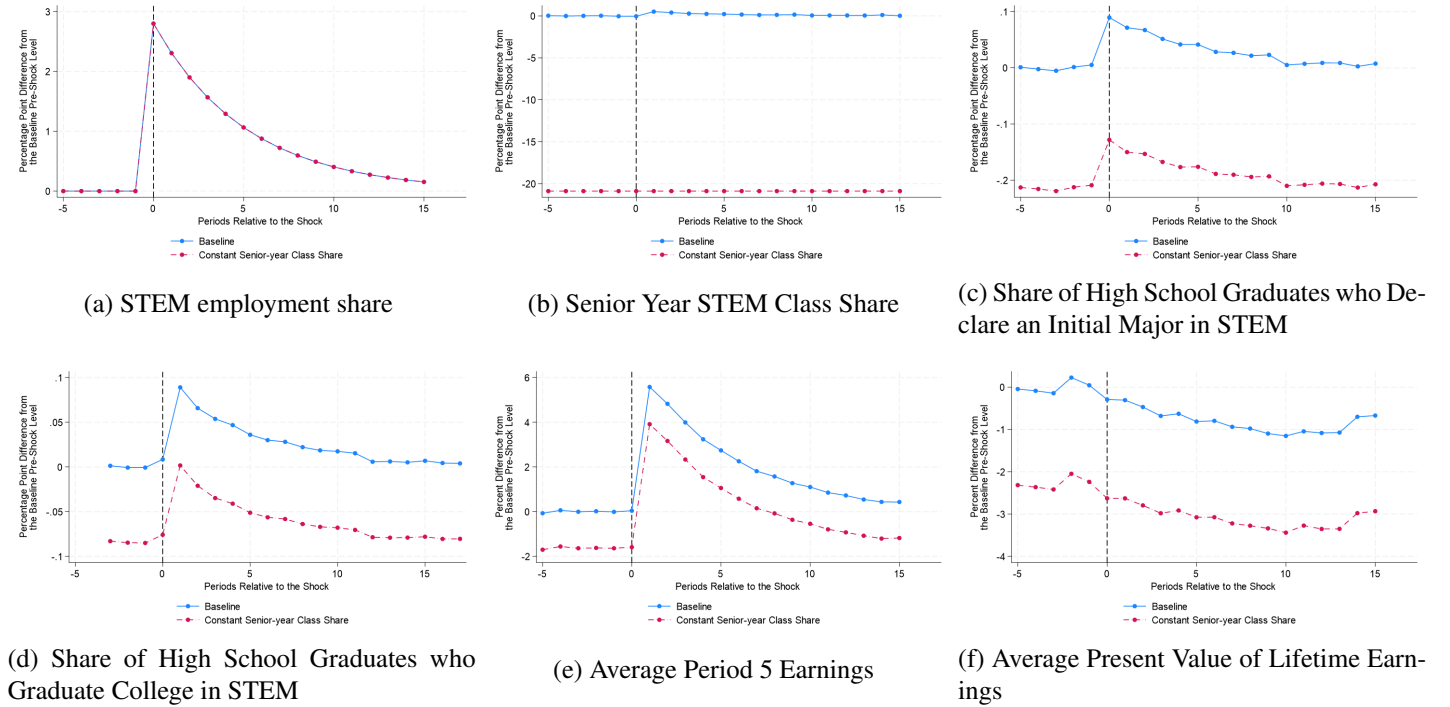 Percentage Point Difference from
the Baseline Pre-Shock Level
3
2
1
0
-5
0
5
10
15
Periods Relative to the Shock
Baseline
Constant Senior-year Class Share
(a) STEM employment share
Percentage Point Difference from
the Baseline Pre-Shock Level
0
-5
-10
-15
-20
-5
0
5
10
15
Periods Relative to the Shock
Baseline
Constant Senior-year Class Share
(b) Senior Year STEM Class Share
Percentage Point Difference from
the Baseline Pre-Shock Level
.1
0
-.1
-.2
-5
0
5
10
15
Periods Relative to the Shock
Baseline
Constant Senior-year Class Share
(c) Share of High School Graduates who De-
clare an Initial Major in STEM
Percentage Point Difference from
the Baseline Pre-Shock Level
.1
.05
0
-.05
-.1
-5
0
5
10
15
Periods Relative to the Shock
Baseline
Constant Senior-year Class Share
(d) Share of High School Graduates who
Graduate College in STEM
Percent Difference from
the Baseline Pre-Shock Level
6
4
2
0
-2
-5
0
5
10
15
Periods Relative to the Shock
Baseline
Constant Senior-year Class Share
(e) Average Period 5 Earnings
Percent Difference from
the Baseline Pre-Shock Level
0
-1
-2
-3
-4
-5
0
5
10
15
Periods Relative to the Shock
Baseline
Constant Senior-year Class Share
(f) Average Present Value of Lifetime Earn-
ings